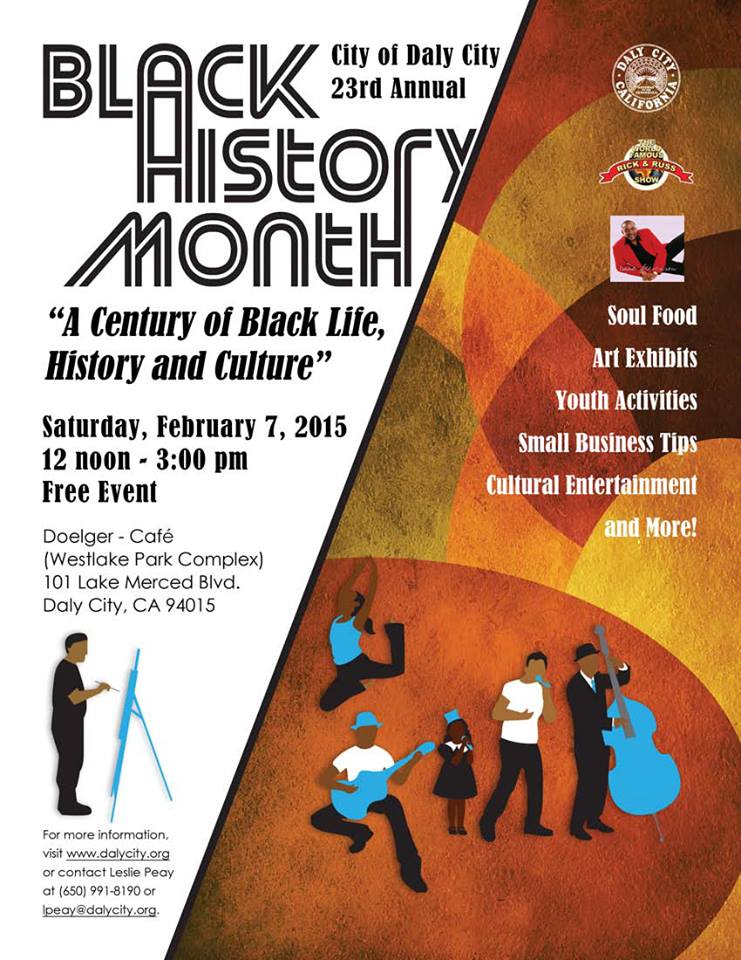 BLACK
HISTORY
MONTH
City of Daly City
23rd Annual
"A Century of Black Life,
History and Culture"
Saturday, February 7, 2015
12 noon - 3:00 pm
Free Event
Doelger - Café
(Westlake Park Complex)
101 Lake Merced Blvd.
Daly City, CA 94015
For more information,
visit www.dalycity.org
or contact Leslie Peay
at (650) 991-8190 or
lpeay@dalycity.org.
DALY CITY
CALIFORNIA
THE
WORLD
FAMOUS
RICK & RUSS
SHOW
Soul Food
Art Exhibits
Youth Activities
Small Business Tips
Cultural Entertainment
and More!